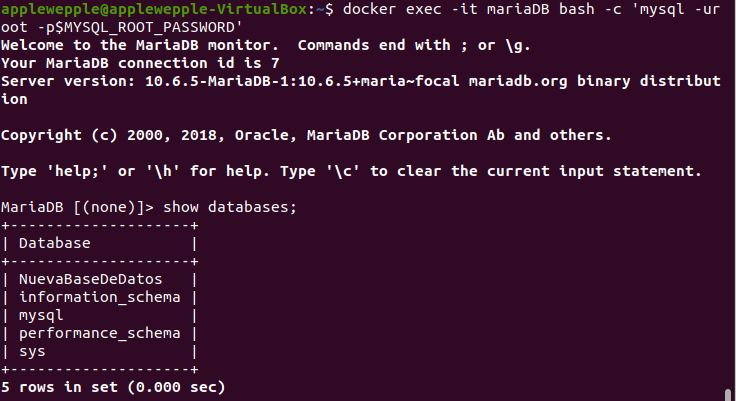 applewepple@applewepple-VirtualBox:~$ docker exec -it mariaDB bash -c 'mysql -ur
oot -p$MYSQL_ROOT_PASSWORD'
Welcome to the MariaDB monitor.  Commands end with ; or \g.
Your MariaDB connection id is 7
Server version: 10.6.5-MariaDB-1:10.6.5+maria~focal mariadb.org binary distribut
ion

Copyright (c) 2000, 2018, Oracle, MariaDB Corporation Ab and others.

Type 'help;' or '\h' for help. Type '\c' to clear the current input statement.

MariaDB [(none)]> show databases;
+--------------------+
| Database           |
+--------------------+
| NuevaBaseDeDatos   |
| information_schema |
| mysql              |
| performance_schema |
| sys                |
+--------------------+
5 rows in set (0.000 sec)